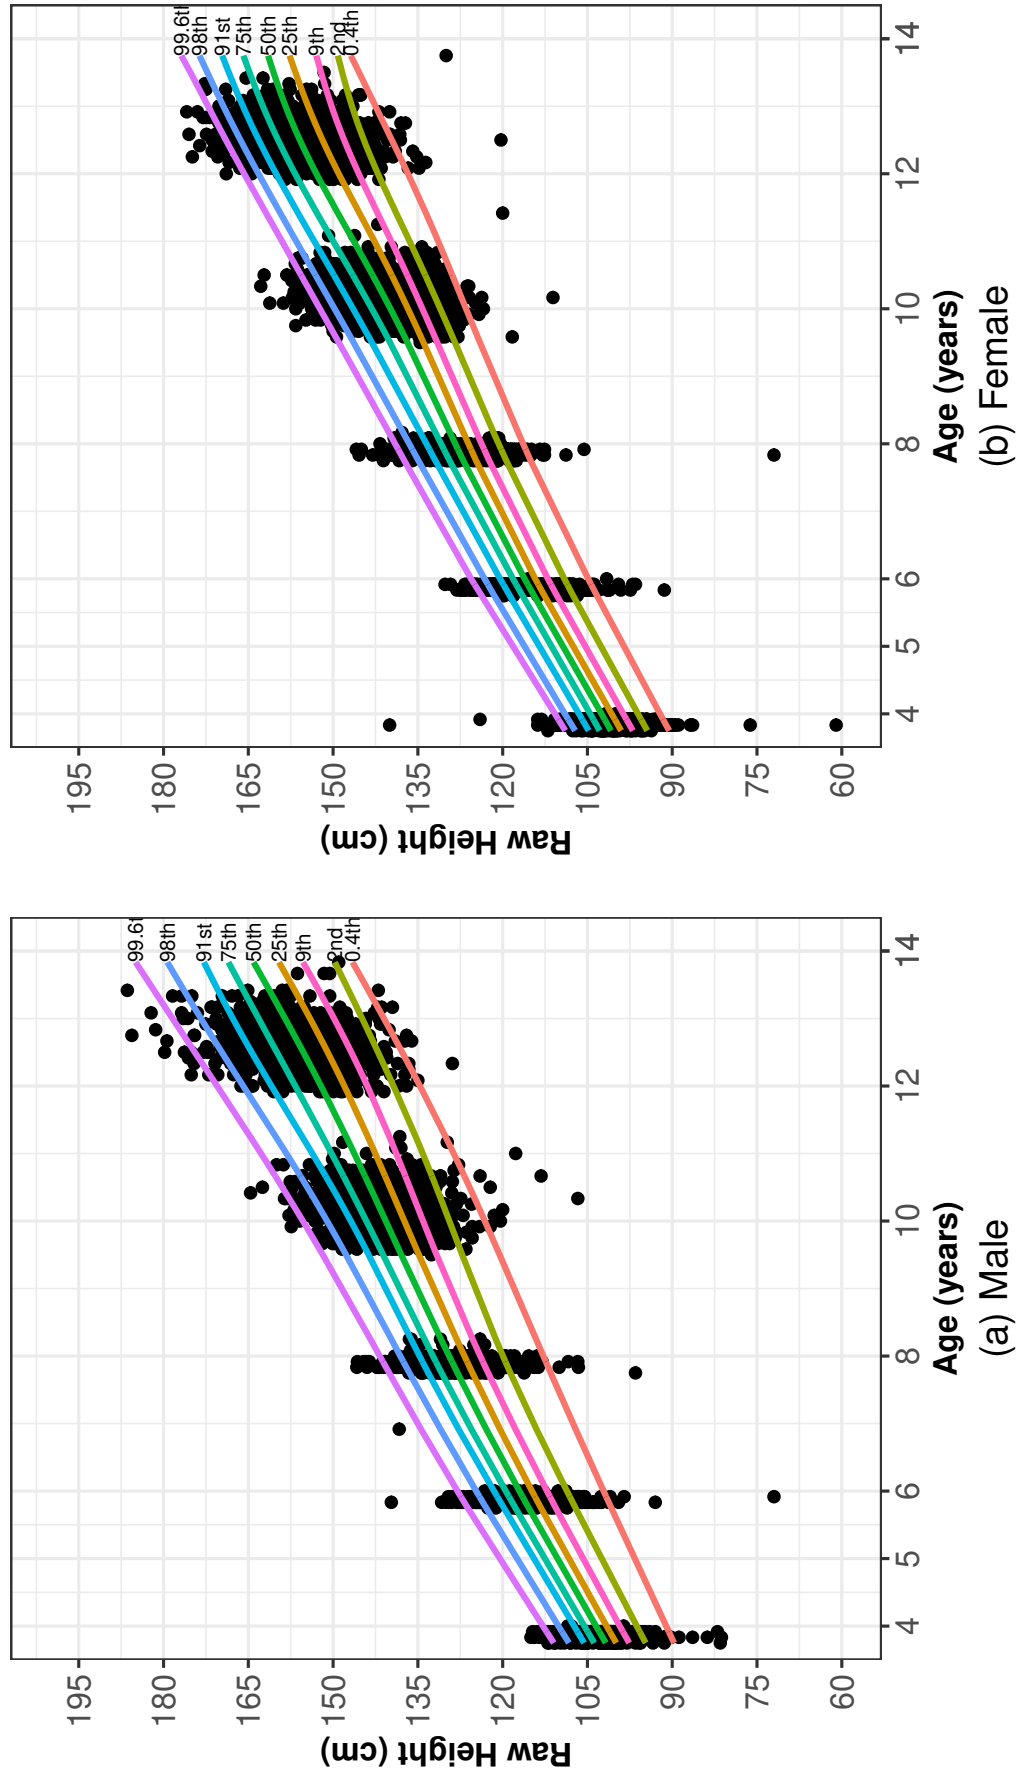 195
180
165
150
135
120
105
90
75
60
Raw Height (cm)
99.6t
98th
91st
75th
50th
25th
9th
2nd
0.4th
4
5
6
8
10
12
14
Age (years)
(a) Male
195
180
165
150
135
120
105
90
75
60
Raw Height (cm)
99.6th
98th
91st
75th
50th
25th
9th
2nd
0.4th
4
5
6
8
10
12
14
Age (years)
(b) Female